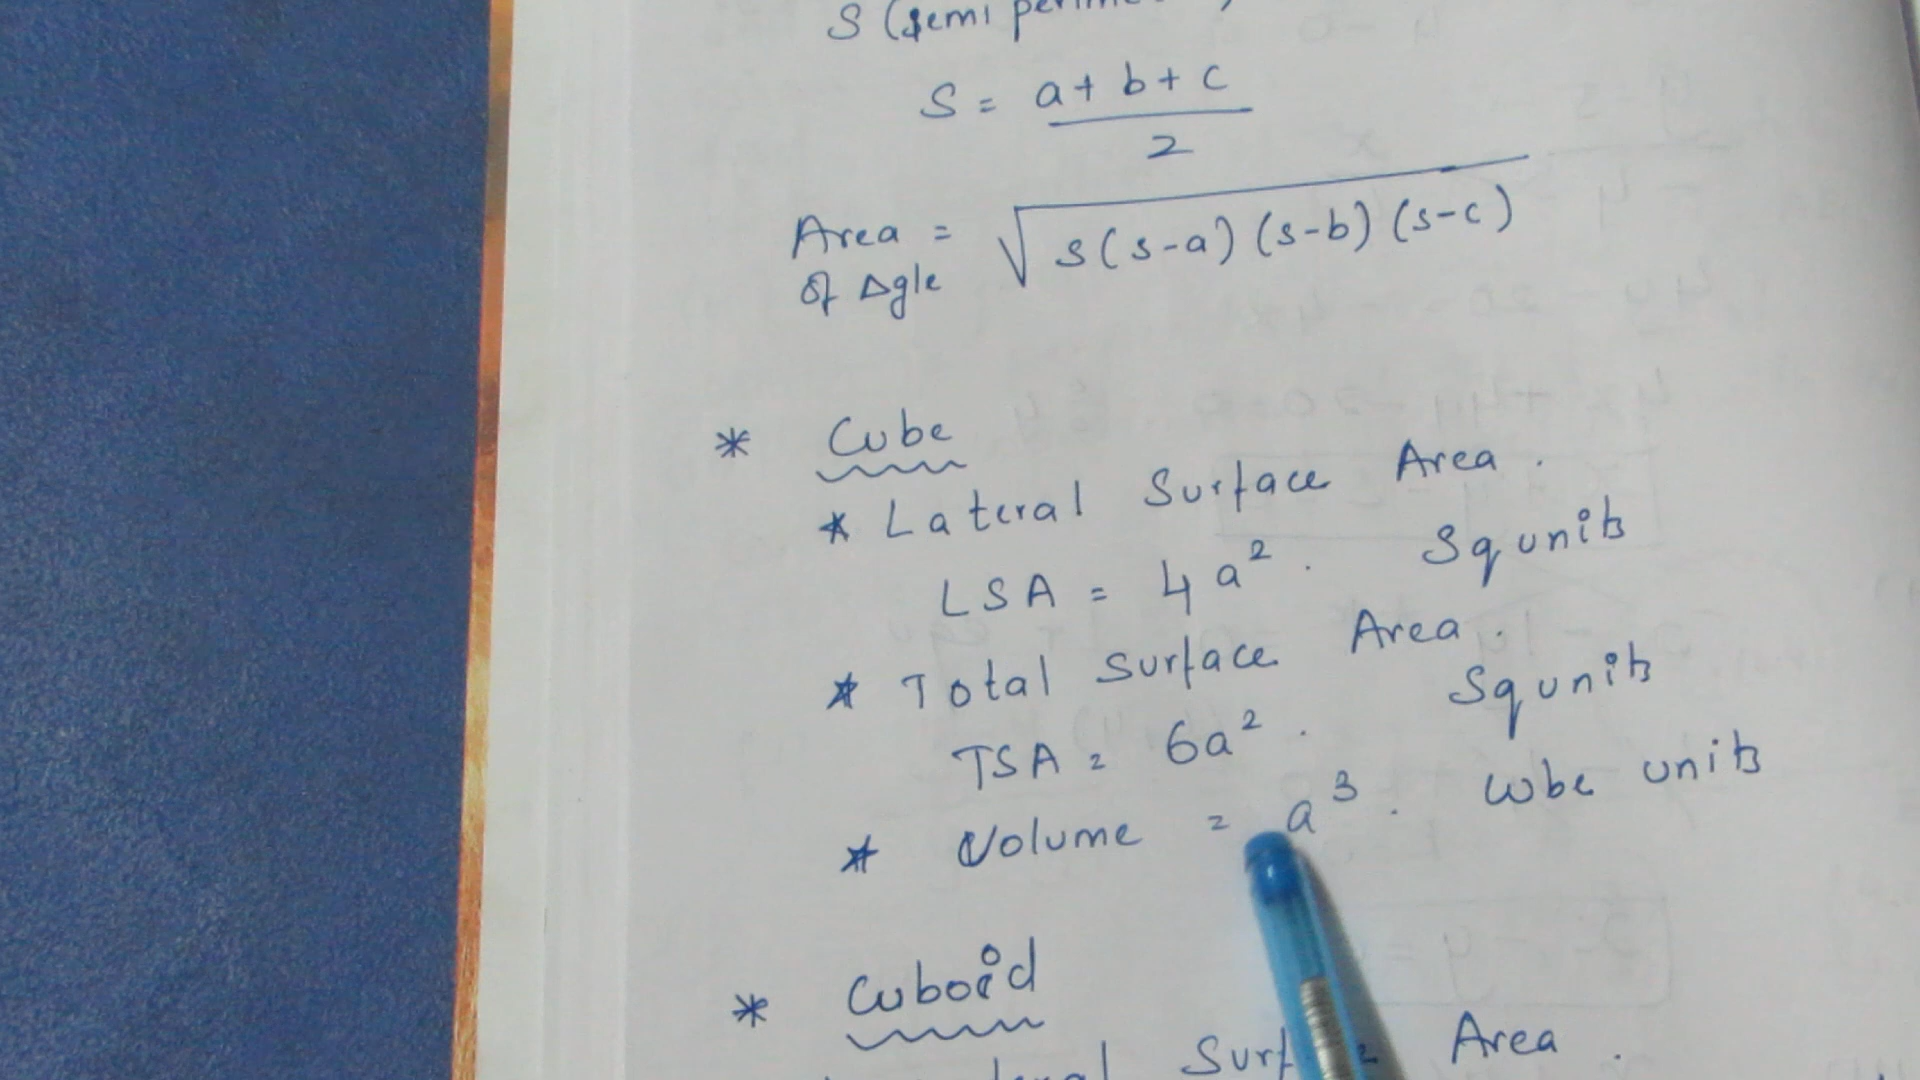 S (Semi
S = a + b + c
2
Area = √s(s-a) (s-b) (s-c)
of Δgle
* Cube
* Lateral Surface Area.
LSA = 4a². Sq units
* Total Surface Area.
TSA = 6a². Sq units
* Volume = a³. Cube units
* Cuboid
Area.